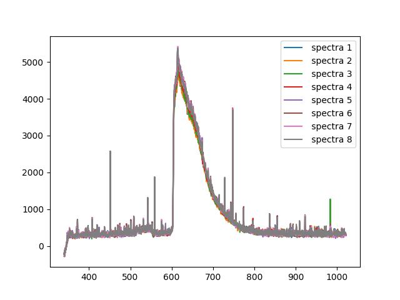 spectra 1
spectra 2
spectra 3
spectra 4
spectra 5
spectra 6
spectra 7
spectra 8
5000
4000
3000
2000
1000
0
400 500 600 700 800 900 1000